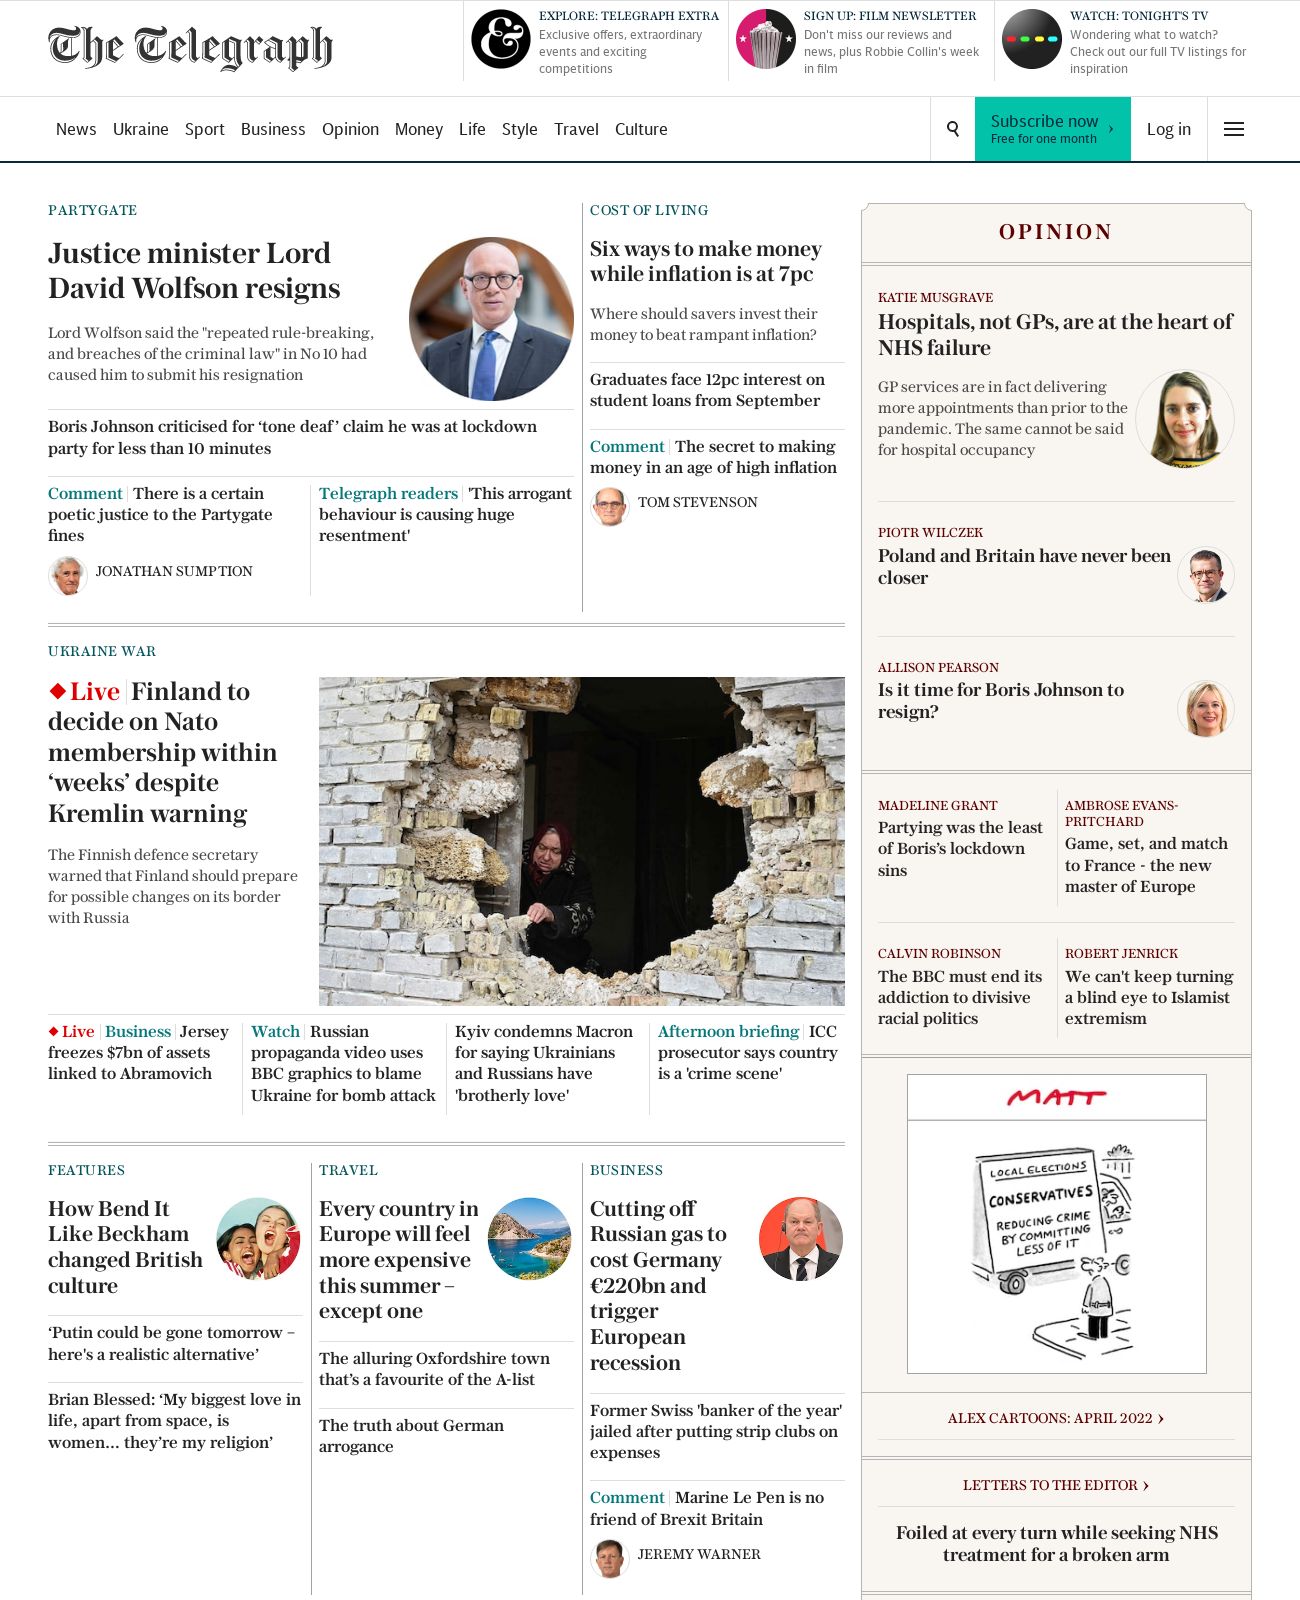 The Telegraph
EXPLORE: TELEGRAPH EXTRA
Exclusive offers, extraordinary
events and exciting
competitions
SIGN UP: FILM NEWSLETTER
Don't miss our reviews and
news, plus Robbie Collin's week
in film
WATCH: TONIGHT'S TV
Wondering what to watch?
Check out our full TV listings for
inspiration
News Ukraine Sport Business Opinion Money Life Style Travel Culture
Subscribe now ›
Free for one month
Log in
PARTYGATE
Justice minister Lord
David Wolfson resigns
Lord Wolfson said the "repeated rule-breaking,
and breaches of the criminal law" in No 10 had
caused him to submit his resignation
Boris Johnson criticised for ‘tone deaf’ claim he was at lockdown
party for less than 10 minutes
Comment There is a certain
poetic justice to the Partygate
fines
JONATHAN SUMPTION
Telegraph readers 'This arrogant
behaviour is causing huge
resentment'
COST OF LIVING
Six ways to make money
while inflation is at 7pc
Where should savers invest their
money to beat rampant inflation?
Graduates face 12pc interest on
student loans from September
Comment The secret to making
money in an age of high inflation
TOM STEVENSON
UKRAINE WAR
Live Finland to
decide on Nato
membership within
‘weeks’ despite
Kremlin warning
The Finnish defence secretary
warned that Finland should prepare
for possible changes on its border
with Russia
Live Business Jersey
freezes $7bn of assets
linked to Abramovich
Watch Russian
propaganda video uses
BBC graphics to blame
Ukraine for bomb attack
Kyiv condemns Macron
for saying Ukrainians
and Russians have
'brotherly love'
Afternoon briefing ICC
prosecutor says country
is a 'crime scene'
FEATURES
How Bend It
Like Beckham
changed British
culture
‘Putin could be gone tomorrow –
here's a realistic alternative’
Brian Blessed: ‘My biggest love in
life, apart from space, is
women… they’re my religion’
TRAVEL
Every country in
Europe will feel
more expensive
this summer –
except one
The alluring Oxfordshire town
that’s a favourite of the A-list
The truth about German
arrogance
BUSINESS
Cutting off
Russian gas to
cost Germany
€220bn and
trigger
European
recession
Former Swiss 'banker of the year'
jailed after putting strip clubs on
expenses
Comment Marine Le Pen is no
friend of Brexit Britain
JEREMY WARNER
OPINION
KATIE MUSGRAVE
Hospitals, not GPs, are at the heart of
NHS failure
GP services are in fact delivering
more appointments than prior to the
pandemic. The same cannot be said
for hospital occupancy
PIOTR WILCZEK
Poland and Britain have never been
closer
ALLISON PEARSON
Is it time for Boris Johnson to
resign?
MADELINE GRANT
Partying was the least
of Boris’s lockdown
sins
AMBROSE EVANS-
PRITCHARD
Game, set, and match
to France - the new
master of Europe
CALVIN ROBINSON
The BBC must end its
addiction to divisive
racial politics
ROBERT JENRICK
We can't keep turning
a blind eye to Islamist
extremism
MATT
LOCAL ELECTIONS
CONSERVATIVES
REDUCING CRIME
BY COMMITTING
LESS OF IT
ALEX CARTOONS: APRIL 2022 ›
LETTERS TO THE EDITOR ›
Foiled at every turn while seeking NHS
treatment for a broken arm